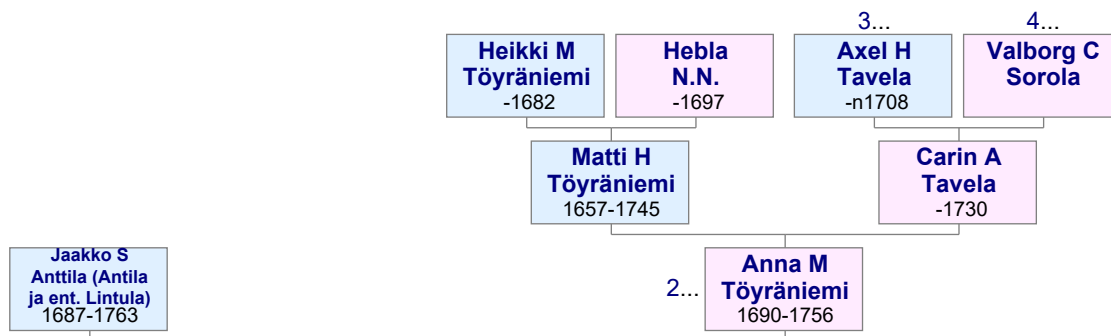 3...
4...
Heikki M
Töyräniemi
-1682
Hebla
N.N.
-1697
Axel H
Tavela
-n1708
Valborg C
Sorola
Matti H
Töyräniemi
1657-1745
Carin A
Tavela
-1730
Jaakko S
Anttila (Antila
ja ent. Lintula)
1687-1763
2...
Anna M
Töyräniemi
1690-1756